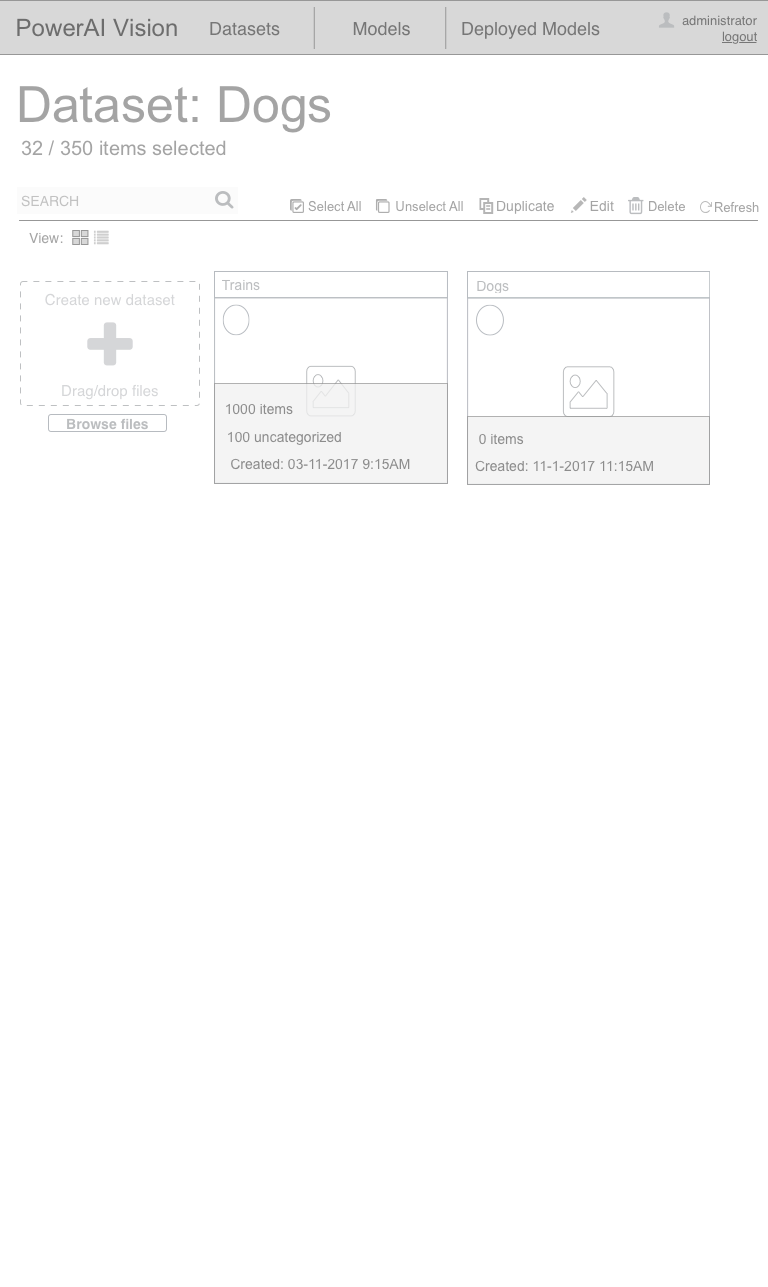 PowerAI Vision Datasets Models Deployed Models administrator
logout
Dataset: Dogs
32 / 350 items selected
SEARCH Select All Unselect All Duplicate Edit Delete Refresh
View:
Create new dataset
Drag/drop files
Browse files
Trains
1000 items
100 uncategorized
Created: 03-11-2017 9:15AM
Dogs
0 items
Created: 11-1-2017 11:15AM